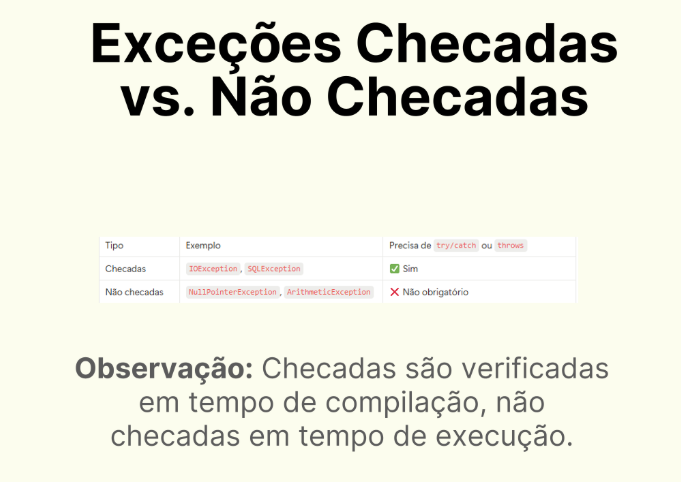 Exceções Checadas
vs. Não Checadas
Tipo Exemplo Precisa de try/catch ou throws
Checadas IOException, SQLException ✅ Sim
Não checadas NullPointerException, ArithmeticException ❌ Não obrigatório
Observação: Checadas são verificadas
em tempo de compilação, não
checadas em tempo de execução.